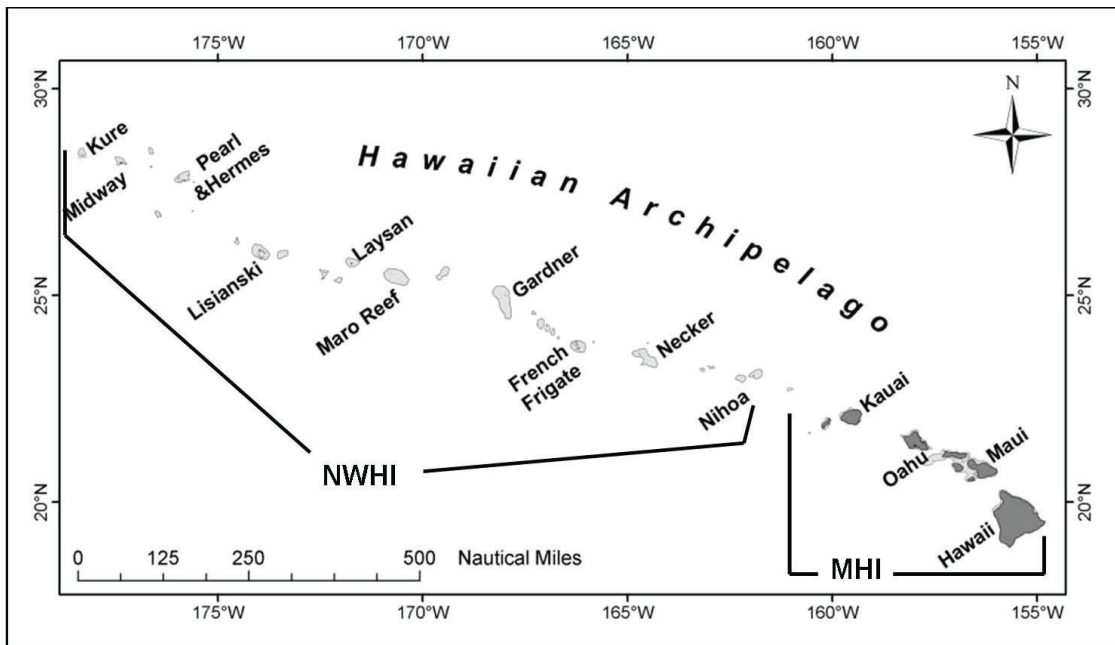 175°W 170°W 165°W 160°W 155°W
30°N
30°N
N
Kure
Pearl
&Hermes
Midway
Hawaiian Archipelago
Laysan
Lisianski
Gardner
25°N
25°N
Maro Reef
Necker
French
Frigate
Nihoa
Kauai
Maui
Oahu
NWHI
20°N
20°N
Hawaii
0 125 250 500 Nautical Miles
MHI
175°W 170°W 165°W 160°W 155°W